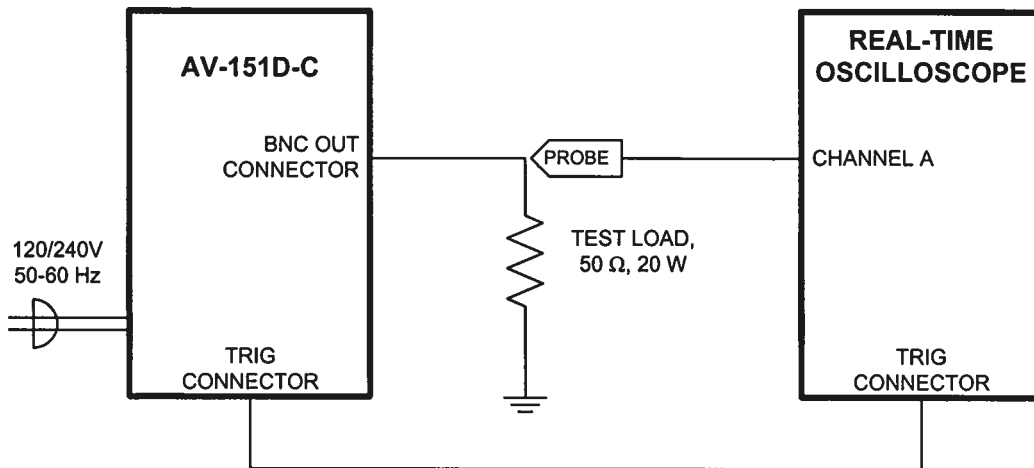 AV-151D-C
BNC OUT
CONNECTOR
PROBE
REAL-TIME
OSCILLOSCOPE
CHANNEL A
120/240V
50-60 Hz
TEST LOAD,
50 Ω, 20 W
TRIG
CONNECTOR
TRIG
CONNECTOR